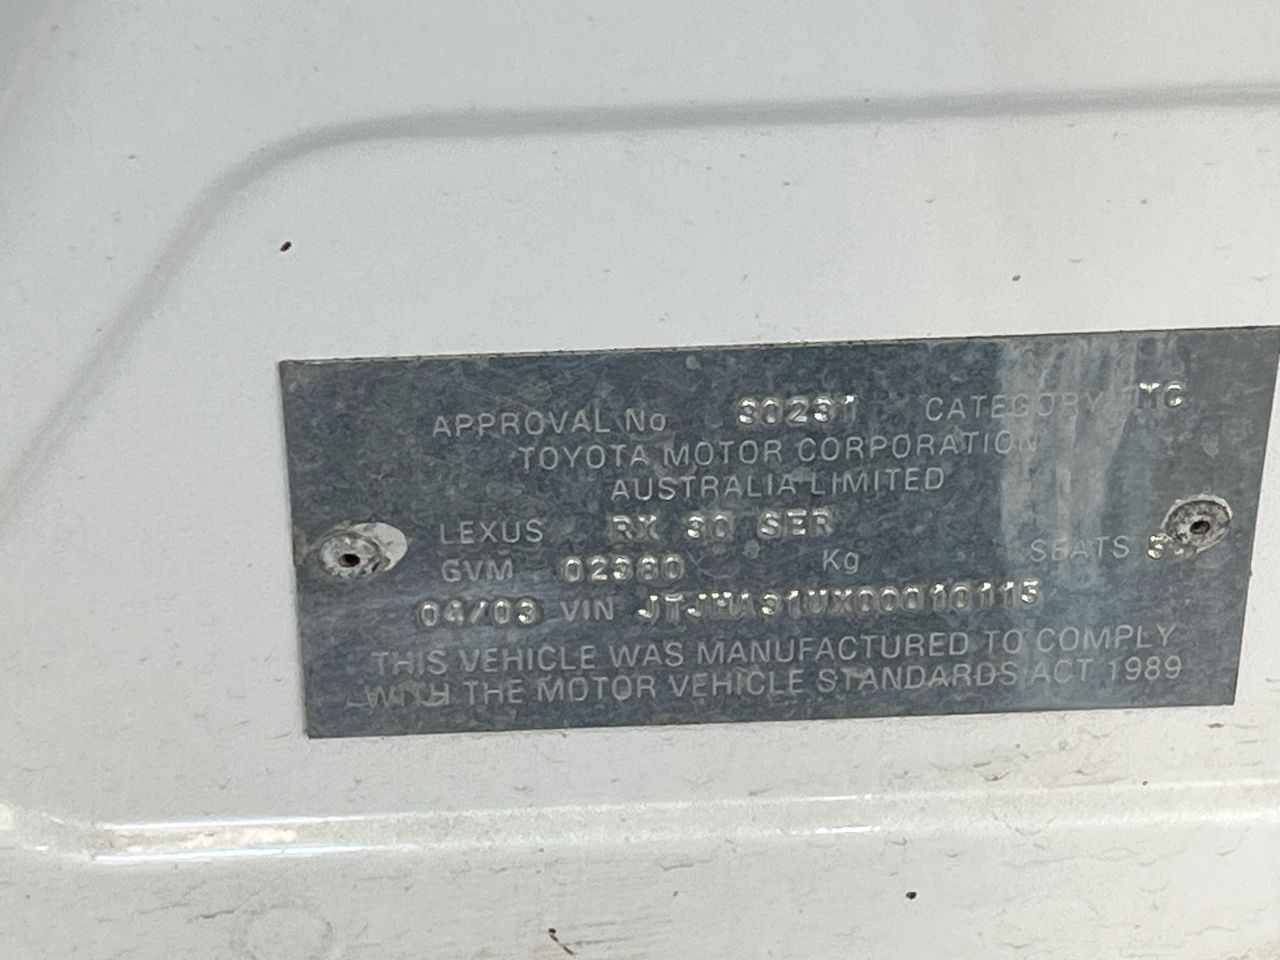 APPROVAL No 30231 CATEGORY MC
TOYOTA MOTOR CORPORATION
AUSTRALIA LIMITED
LEXUS RX 30 SER
GVM 02380 Kg SEATS
04/03 VIN JTJHA31UX00010115
THIS VEHICLE WAS MANUFACTURED TO COMPLY
WITH THE MOTOR VEHICLE STANDARDS ACT 1989